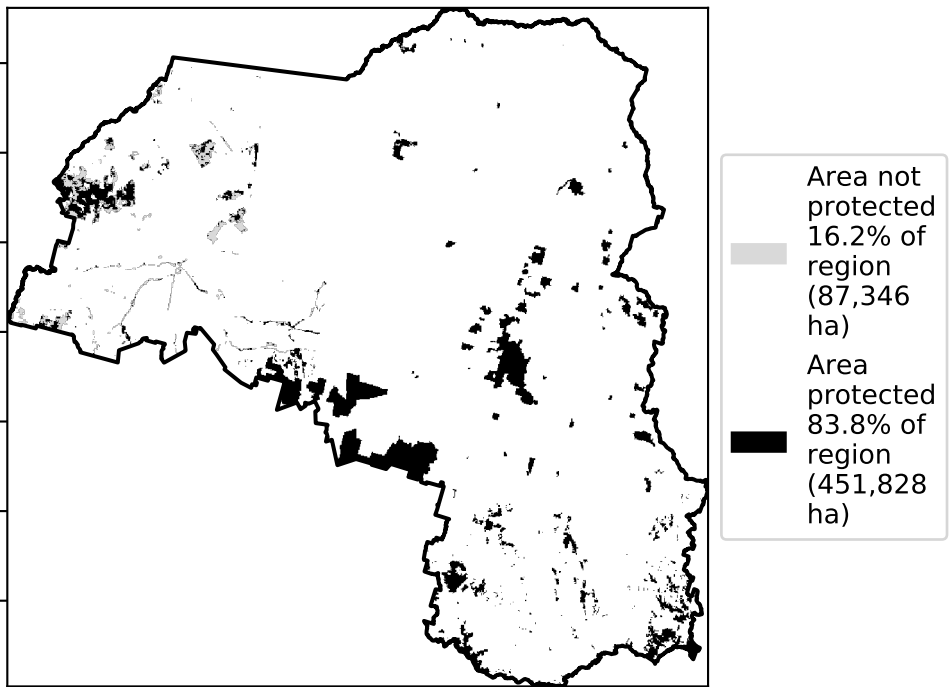 Area not
protected
16.2% of
region
(87,346
ha)
Area
protected
83.8% of
region
(451,828
ha)